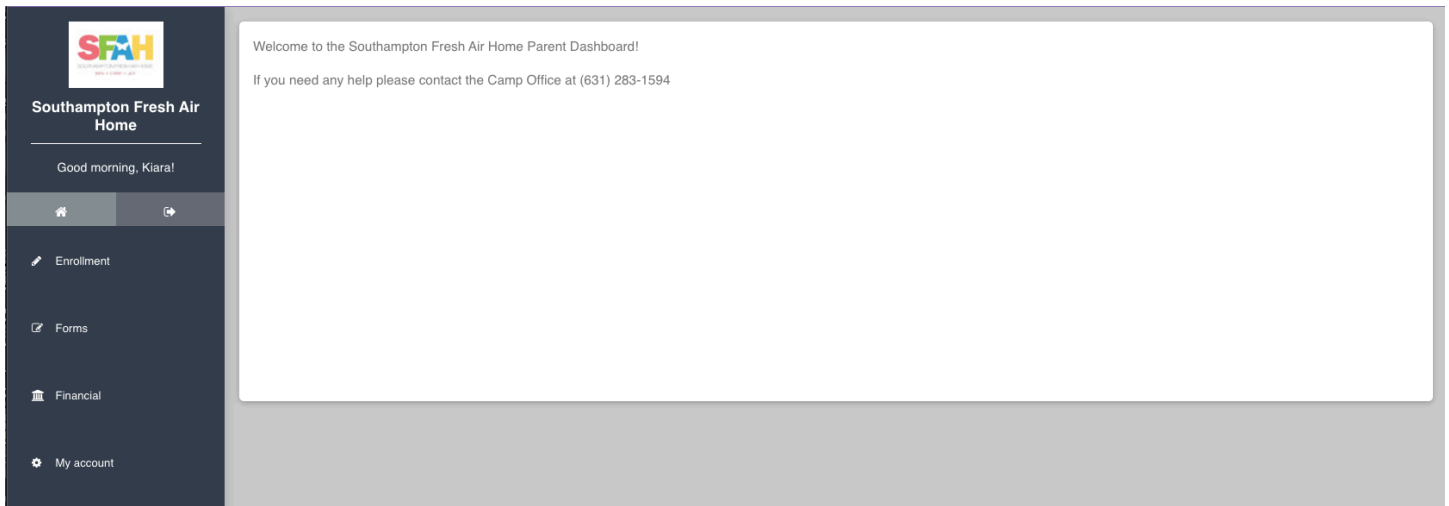 SFAH
Southampton Fresh Air
Home
Good morning, Kiara!
Enrollment
Forms
Financial
My account
Welcome to the Southampton Fresh Air Home Parent Dashboard!
If you need any help please contact the Camp Office at (631) 283-1594